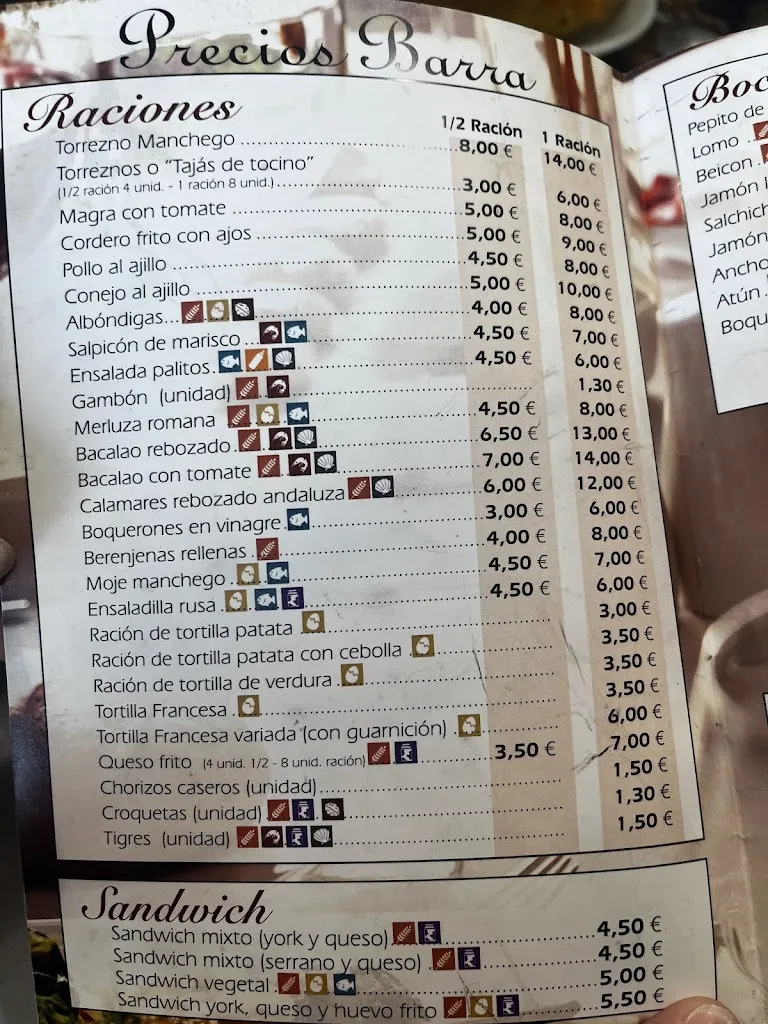 Precios Barra
Raciones
1/2 Ración 1 Ración
Torrezno Manchego 8,00 € 14,00 €
Torreznos o “Tajás de tocino”
(1/2 ración 4 unid. - 1 ración 8 unid.) 3,00 € 6,00 €
Magra con tomate 5,00 € 8,00 €
Cordero frito con ajos 5,00 € 9,00 €
Pollo al ajillo 4,50 € 8,00 €
Conejo al ajillo 5,00 € 10,00 €
Albóndigas 4,00 € 8,00 €
Salpicón de marisco 4,50 € 7,00 €
Ensalada palitos 4,50 € 6,00 €
Gambón (unidad) 1,30 €
Merluza romana 4,50 € 8,00 €
Bacalao rebozado 6,50 € 13,00 €
Bacalao con tomate 7,00 € 14,00 €
Calamares rebozado andaluza 6,00 € 12,00 €
Boquerones en vinagre 3,00 € 6,00 €
Berenjenas rellenas 4,00 € 8,00 €
Moje manchego 4,50 € 7,00 €
Ensaladilla rusa 4,50 € 6,00 €
Ración de tortilla patata 3,00 €
Ración de tortilla patata con cebolla 3,50 €
Ración de tortilla de verdura 3,50 €
Tortilla Francesa 3,50 €
Tortilla Francesa variada (con guarnición) 6,00 €
Queso frito (4 unid. 1/2 - 8 unid. ración) 3,50 € 7,00 €
Chorizos caseros (unidad) 1,50 €
Croquetas (unidad) 1,30 €
Tigres (unidad) 1,50 €
Sandwich
Sandwich mixto (york y queso) 4,50 €
Sandwich mixto (serrano y queso) 4,50 €
Sandwich vegetal 5,00 €
Sandwich york, queso y huevo frito 5,50 €
Pepito de
Lomo
Beicon
Jamón
Jamón
Atún